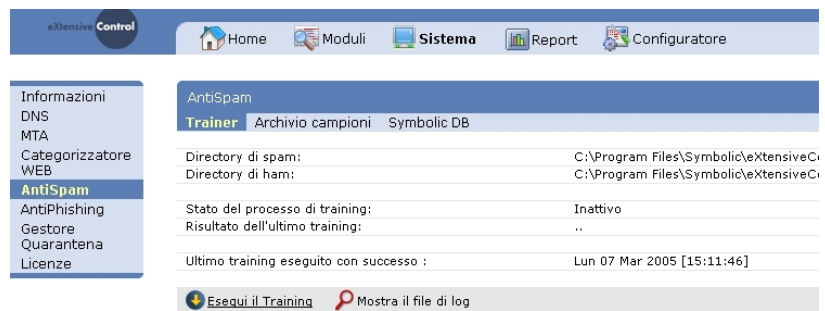 eXtensive Control
Home Moduli Sistema Report Configuratore
Informazioni
DNS
MTA
Categorizzatore
WEB
AntiSpam
AntiPhishing
Gestore
Quarantena
Licenze
AntiSpam
Trainer Archivio campioni Symbolic DB
Directory di spam: C:\Program Files\Symbolic\eXtensiveC
Directory di ham: C:\Program Files\Symbolic\eXtensiveC
Stato del processo di training: Inattivo
Risultato dell'ultimo training: ..
Ultimo training eseguito con successo : Lun 07 Mar 2005 [15:11:46]
Esegui il Training Mostra il file di log